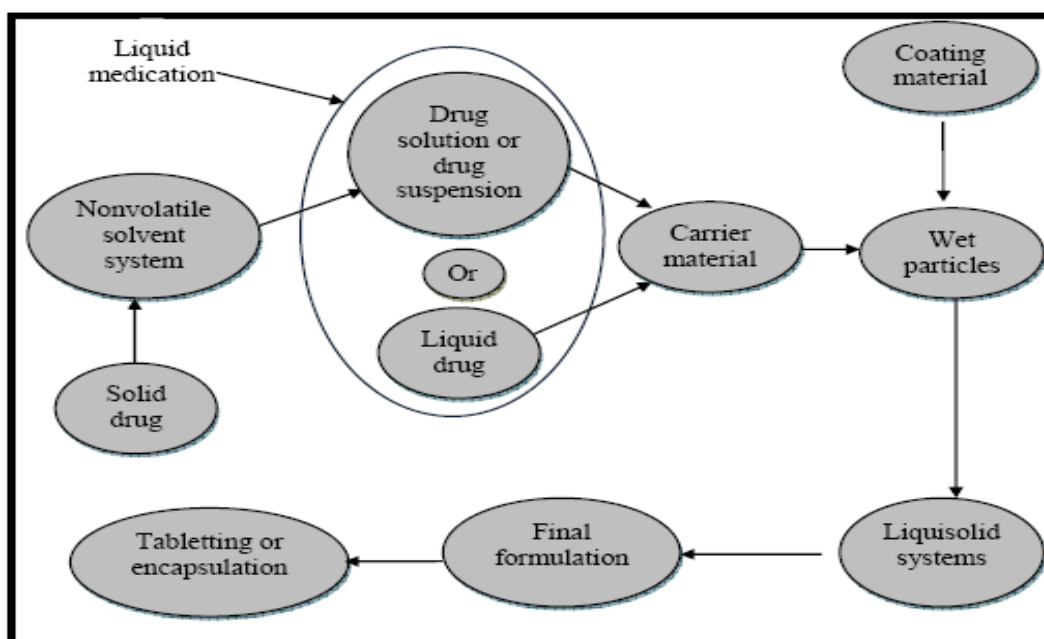 Liquid
medication
Coating
material
Drug
solution or
drug
suspension
Nonvolatile
solvent
system
Carrier
material
Wet
particles
Or
Liquid
drug
Solid
drug
Tabletting or
encapsulation
Final
formulation
Liquisolid
systems